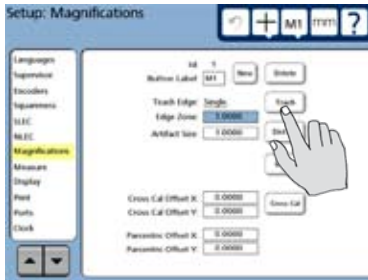 Setup: Magnifications
M1 mm ?
Languages
Supervisor
Encoders
Squareness
SLEC
NLEC
Magnifications
Measure
Display
Print
Ports
Clock
Id 1
Button Label M1 New Delete
Teach Edge: Single Teach
Edge Zone 1.0000
Artifact Size 1.0000
Cross Cal Offset X 0.0000 Cross Cal
Cross Cal Offset Y 0.0000
Parcentric Offset X 0.0000
Parcentric Offset Y 0.0000